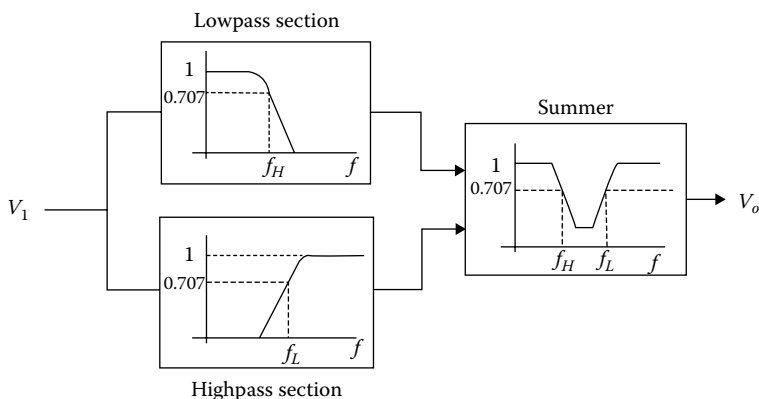 Lowpass section
1
0.707
f_H
f
V_1
Highpass section
1
0.707
f_L
f
Summer
1
0.707
f_H
f_L
f
V_o